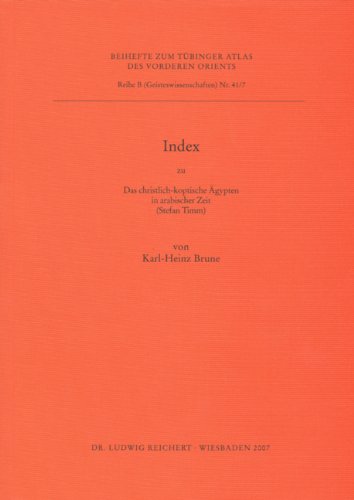 BEIHEFTE ZUM TÜBINGER ATLAS
DES VORDEREN ORIENTS
Reihe B (Geisteswissenschaften) Nr. 41/7
Index
zu
Das christlich-koptische Ägypten
in arabischer Zeit
(Stefan Timm)
von
Karl-Heinz Brune
DR. LUDWIG REICHERT · WIESBADEN 2007